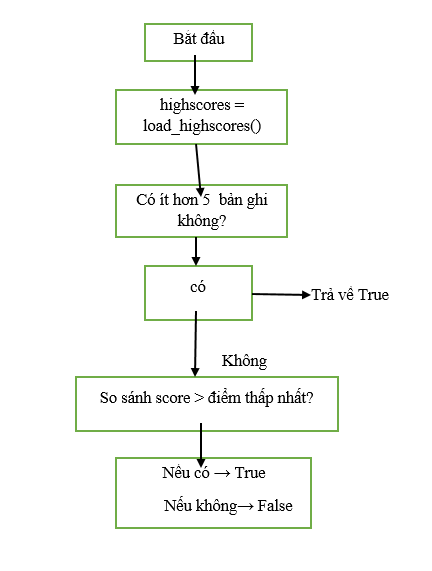 Bắt đầu
highscores =
load_highscores()
Có ít hơn 5 bản ghi
không?
có
Trả về True
Không
So sánh score > điểm thấp nhất?
Nếu có → True
Nếu không→ False